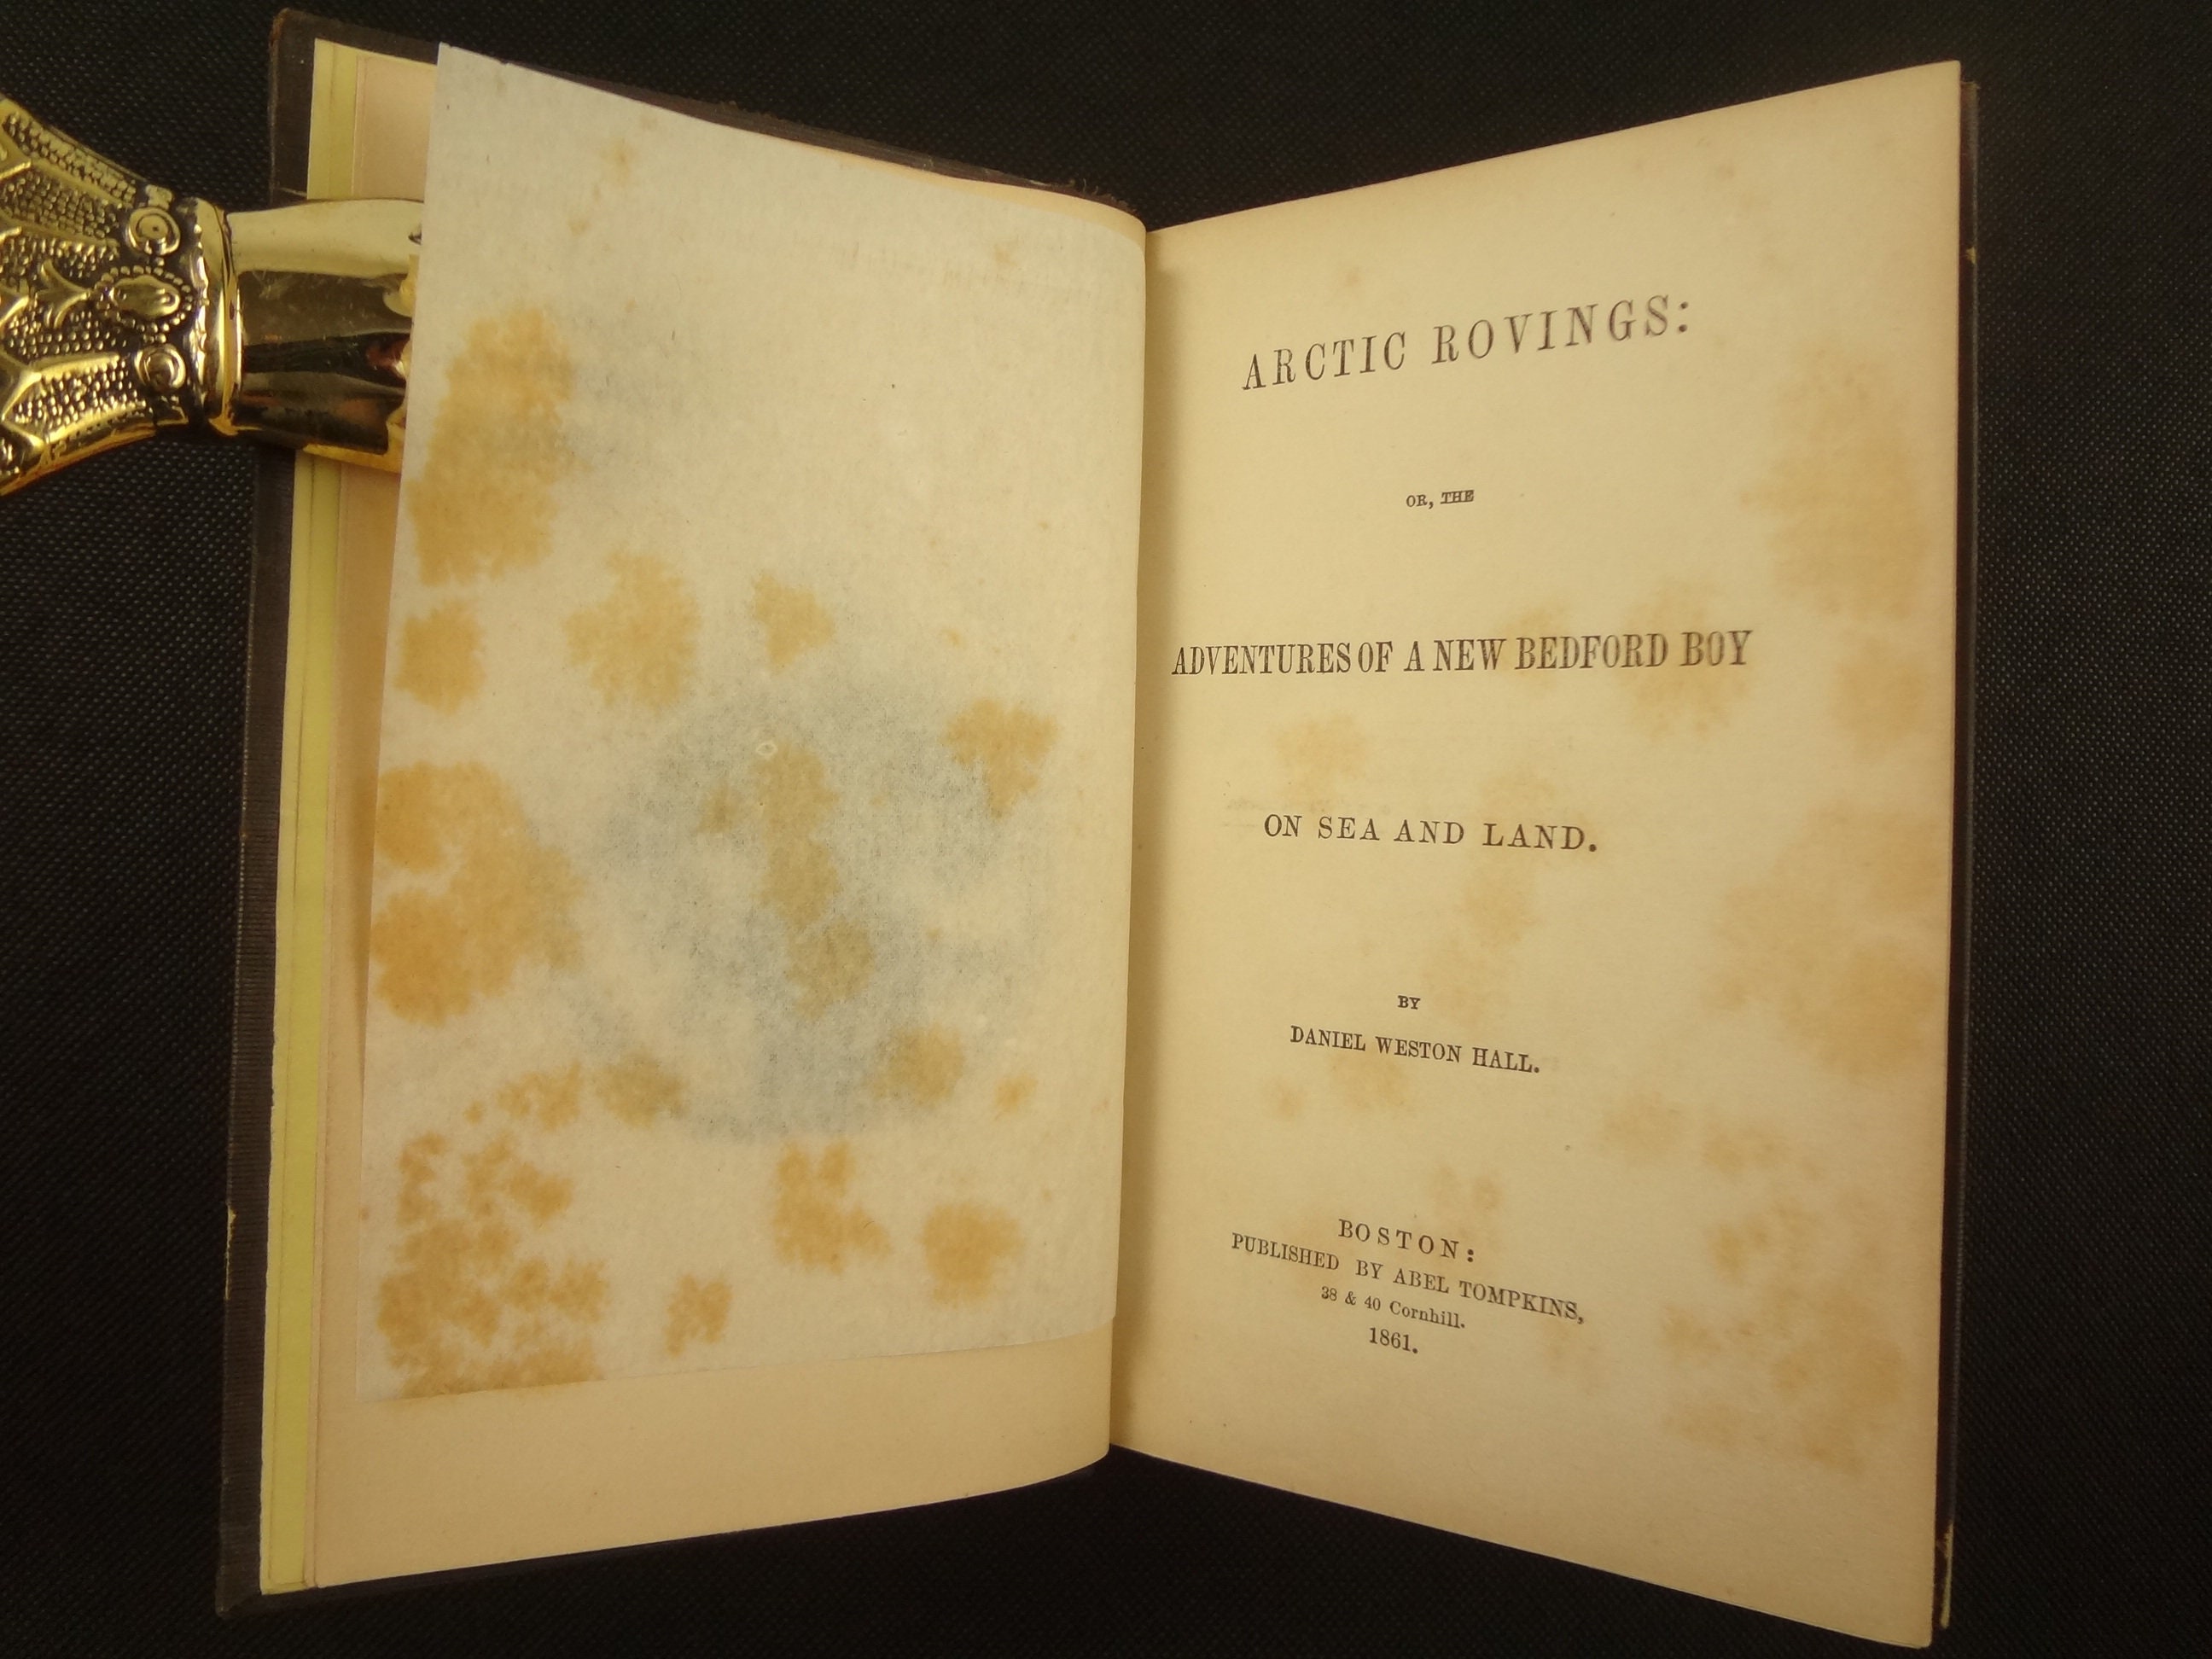 ARCTIC ROVINGS:
OR, THE
ADVENTURES OF A NEW BEDFORD BOY
ON SEA AND LAND.
BY
DANIEL WESTON HALL.
BOSTON:
PUBLISHED BY ABEL TOMPKINS,
38 & 40 Cornhill.
1861.